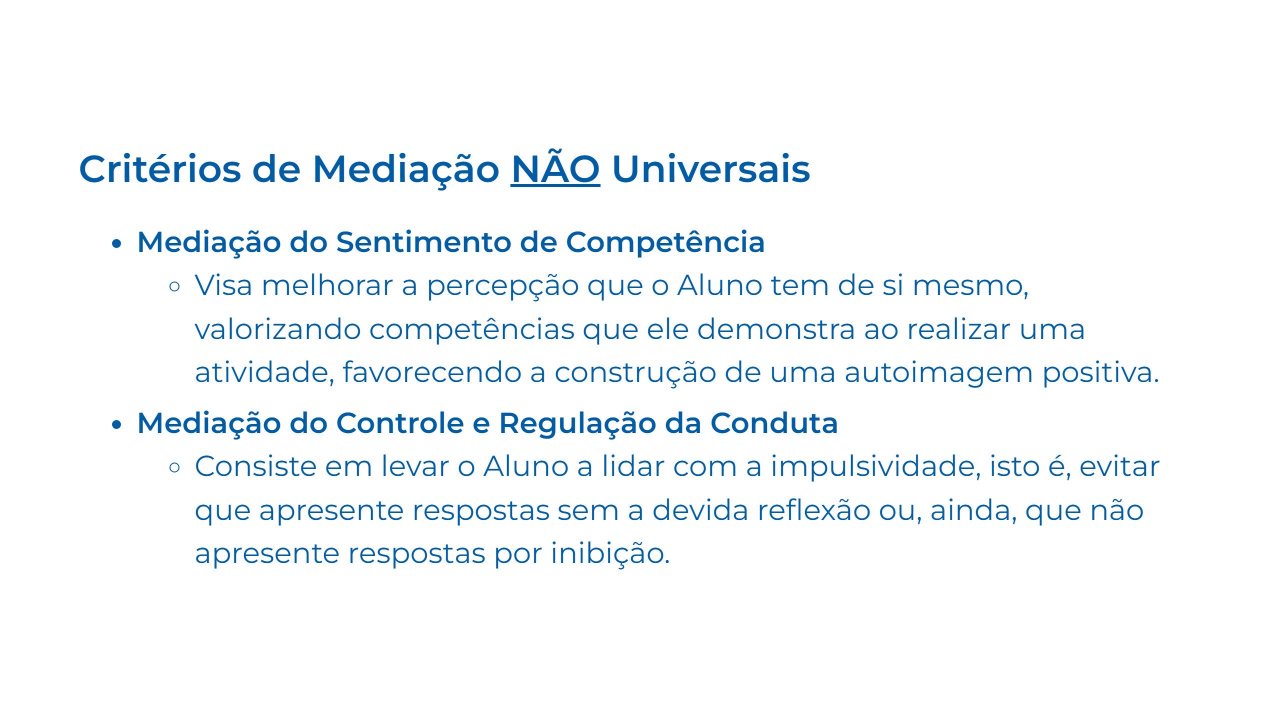 Critérios de Mediação NÃO Universais
• Mediação do Sentimento de Competência
◦ Visa melhorar a percepção que o Aluno tem de si mesmo,
valorizando competências que ele demonstra ao realizar uma
atividade, favorecendo a construção de uma autoimagem positiva.
• Mediação do Controle e Regulação da Conduta
◦ Consiste em levar o Aluno a lidar com a impulsividade, isto é, evitar
que apresente respostas sem a devida reflexão ou, ainda, que não
apresente respostas por inibição.